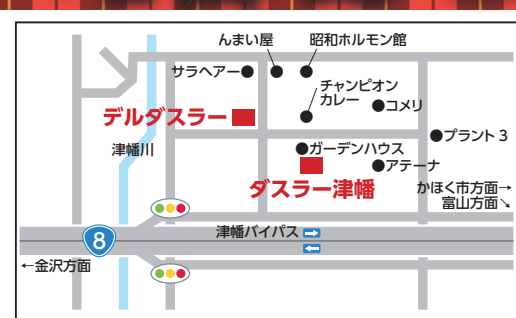 んまい屋
昭和ホルモン館
サラヘアー
チャンピオン
カレー
コメリ
デルダスラー
プラント3
津幡川
ガーデンハウス
アテーナ
ダスラー津幡
かほく市方面→
富山方面↘
津幡バイパス
8
←金沢方面